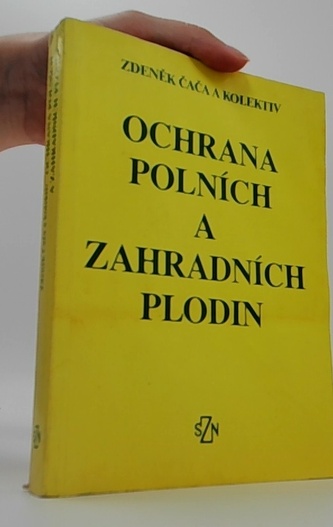 ZDENĚK ČAČA A KOLEKTIV
OCHRANA
POLNÍCH
A
ZAHRADNÍCH
PLODIN
SZN